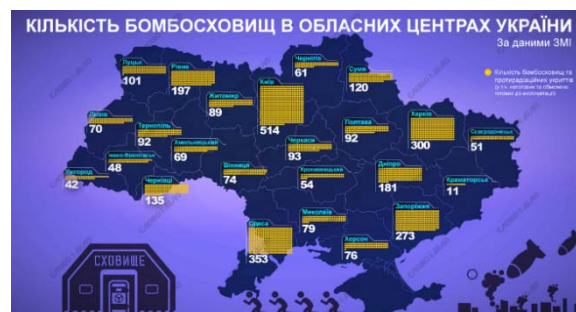 КІЛЬКІСТЬ БОМБОСХОВИЩ В ОБЛАСНИХ ЦЕНТРАХ УКРАЇНИ
За даними ЗМІ
Кількість бомбосховищ та
протирадіаційних укриттів
Луцьк
101
Рівне
197
Житомир
89
Київ
514
Чернігів
61
Суми
120
Львів
70
Тернопіль
92
Хмельницький
69
Івано-Франківськ
48
Ужгород
42
Чернівці
135
Вінниця
74
Черкаси
93
Полтава
92
Харків
300
Сєвєродонецьк
51
Кропивницький
54
Дніпро
181
Краматорськ
11
Одеса
353
Миколаїв
79
Херсон
76
Запоріжжя
273
СХОВИЩЕ